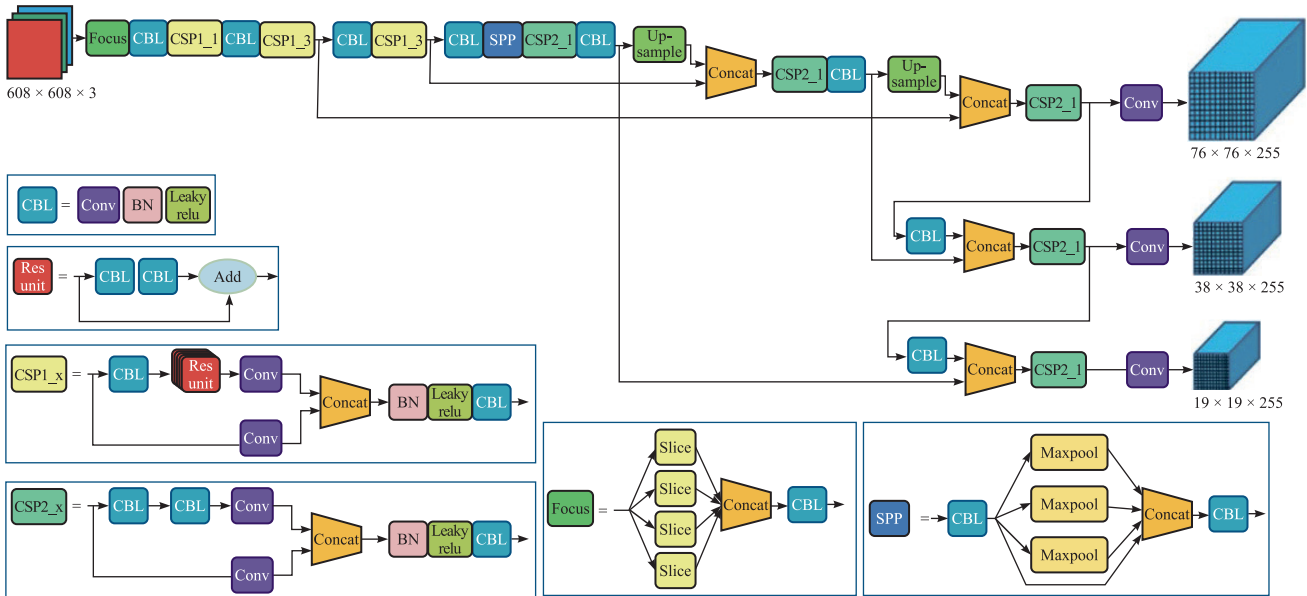 Focus CBL CSP1_1 CBL CSP1_3 CBL CSP1_3 CBL SPP CSP2_1 CBL
Up-
sample
Concat
CSP2_1 CBL
Up-
sample
Concat
CSP2_1
Conv
608 × 608 × 3
76 × 76 × 255
CBL
Concat
CSP2_1
Conv
38 × 38 × 255
CBL
Concat
CSP2_1
Conv
19 × 19 × 255
CBL = Conv BN Leaky
relu
Res
unit
= CBL CBL Add
CSP1_x = CBL Res
unit
Conv
Conv
Concat
BN Leaky
relu
CBL
CSP2_x = CBL CBL Conv
Conv
Concat
BN Leaky
relu
CBL
Focus =
Slice
Slice
Slice
Slice
Concat
CBL
SPP = CBL
Maxpool
Maxpool
Maxpool
Concat
CBL